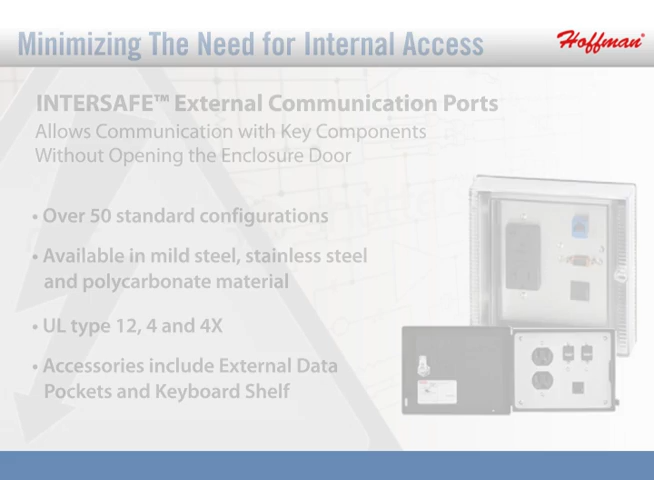 Minimizing The Need for Internal Access
Hoffman®
INTERSAFE™ External Communication Ports
Allows Communication with Key Components
Without Opening the Enclosure Door
• Over 50 standard configurations
• Available in mild steel, stainless steel
and polycarbonate material
• UL type 12, 4 and 4X
• Accessories include External Data
Pockets and Keyboard Shelf